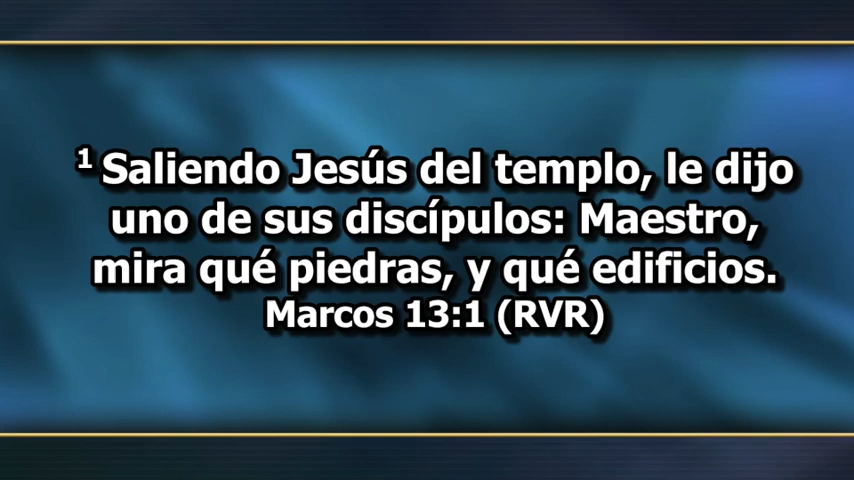 1 Saliendo Jesús del templo, le dijo
uno de sus discípulos: Maestro,
mira qué piedras, y qué edificios.
Marcos 13:1 (RVR)